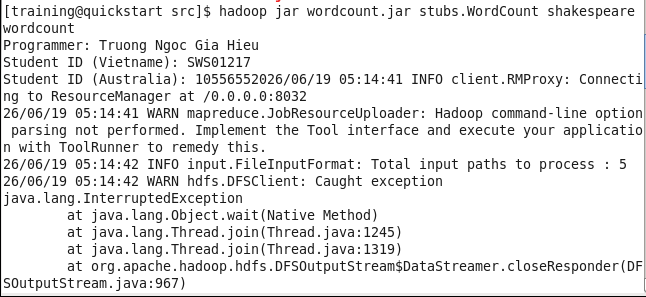 [training@quickstart src]$ hadoop jar wordcount.jar stubs.WordCount shakespeare
wordcount
Programmer: Truong Ngoc Gia Hieu
Student ID (Vietname): SWS01217
Student ID (Australia): 10556552026/06/19 05:14:41 INFO client.RMProxy: Connecti
ng to ResourceManager at /0.0.0.0:8032
26/06/19 05:14:41 WARN mapreduce.JobResourceUploader: Hadoop command-line option
 parsing not performed. Implement the Tool interface and execute your applicatio
n with ToolRunner to remedy this.
26/06/19 05:14:42 INFO input.FileInputFormat: Total input paths to process : 5
26/06/19 05:14:42 WARN hdfs.DFSClient: Caught exception
java.lang.InterruptedException
        at java.lang.Object.wait(Native Method)
        at java.lang.Thread.join(Thread.java:1245)
        at java.lang.Thread.join(Thread.java:1319)
        at org.apache.hadoop.hdfs.DFSOutputStream$DataStreamer.closeResponder(DF
SOutputStream.java:967)